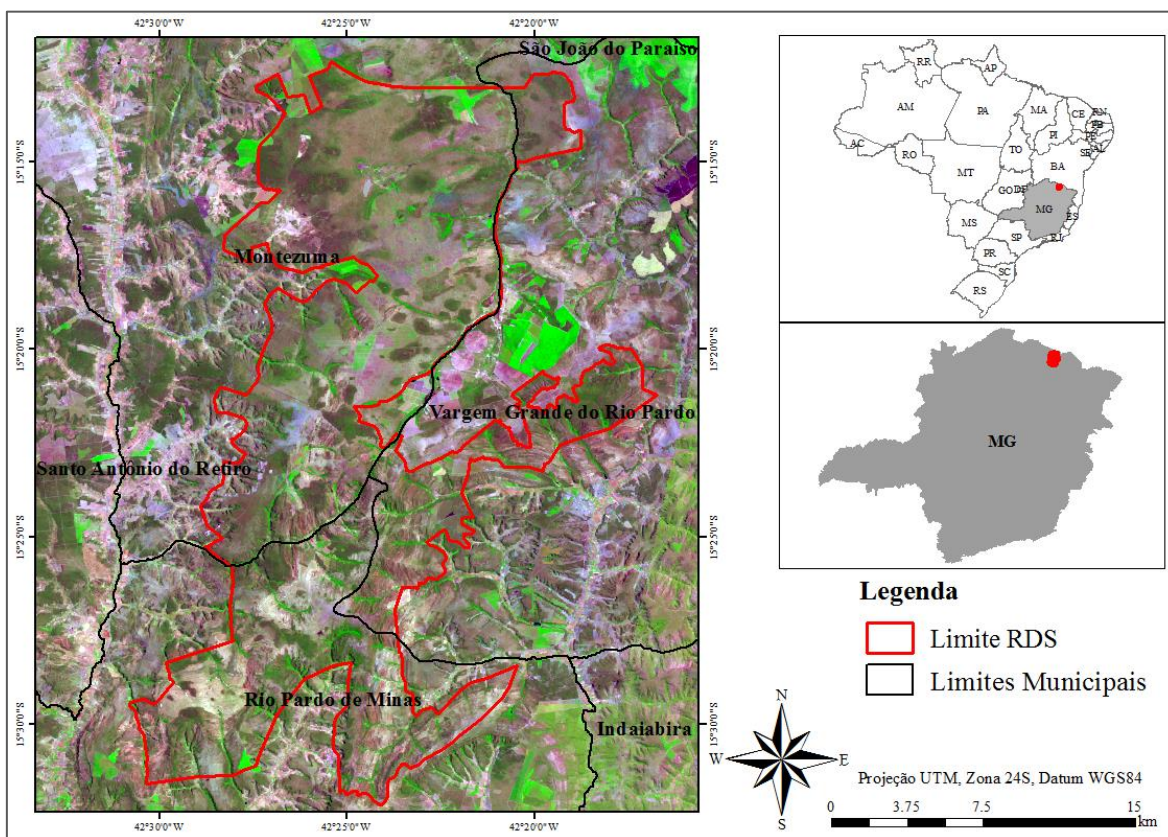 42°30'0"W 42°25'0"W 42°20'0"W
São João do Paraiso
15°15'0"S
15°15'0"S
Montezuma
15°20'0"S
15°20'0"S
Vargem Grande do Rio Pardo
Santo Antônio do Retiro
15°25'0"S
15°25'0"S
Rio Pardo de Minas
Indaiabira
15°30'0"S
15°30'0"S
42°30'0"W 42°25'0"W 42°20'0"W
RR
AP
AM
PA
MA
CE
RN
PB
PE
AL
SE
PI
AC
RO
TO
BA
MT
GO
DF
MG
ES
MS
SP
RJ
PR
SC
RS
MG
Legenda
Limite RDS
Limites Municipais
N
W
E
S
Projeção UTM, Zona 24S, Datum WGS84
0 3.75 7.5 15
km